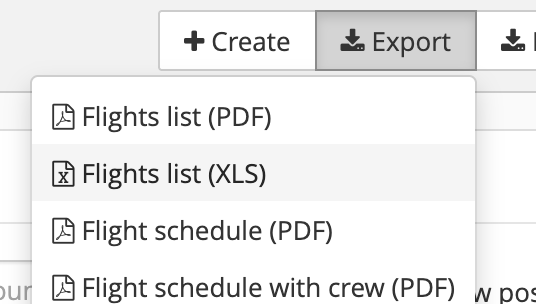 Create Export
Flights list (PDF)
Flights list (XLS)
Flight schedule (PDF)
Flight schedule with crew (PDF)